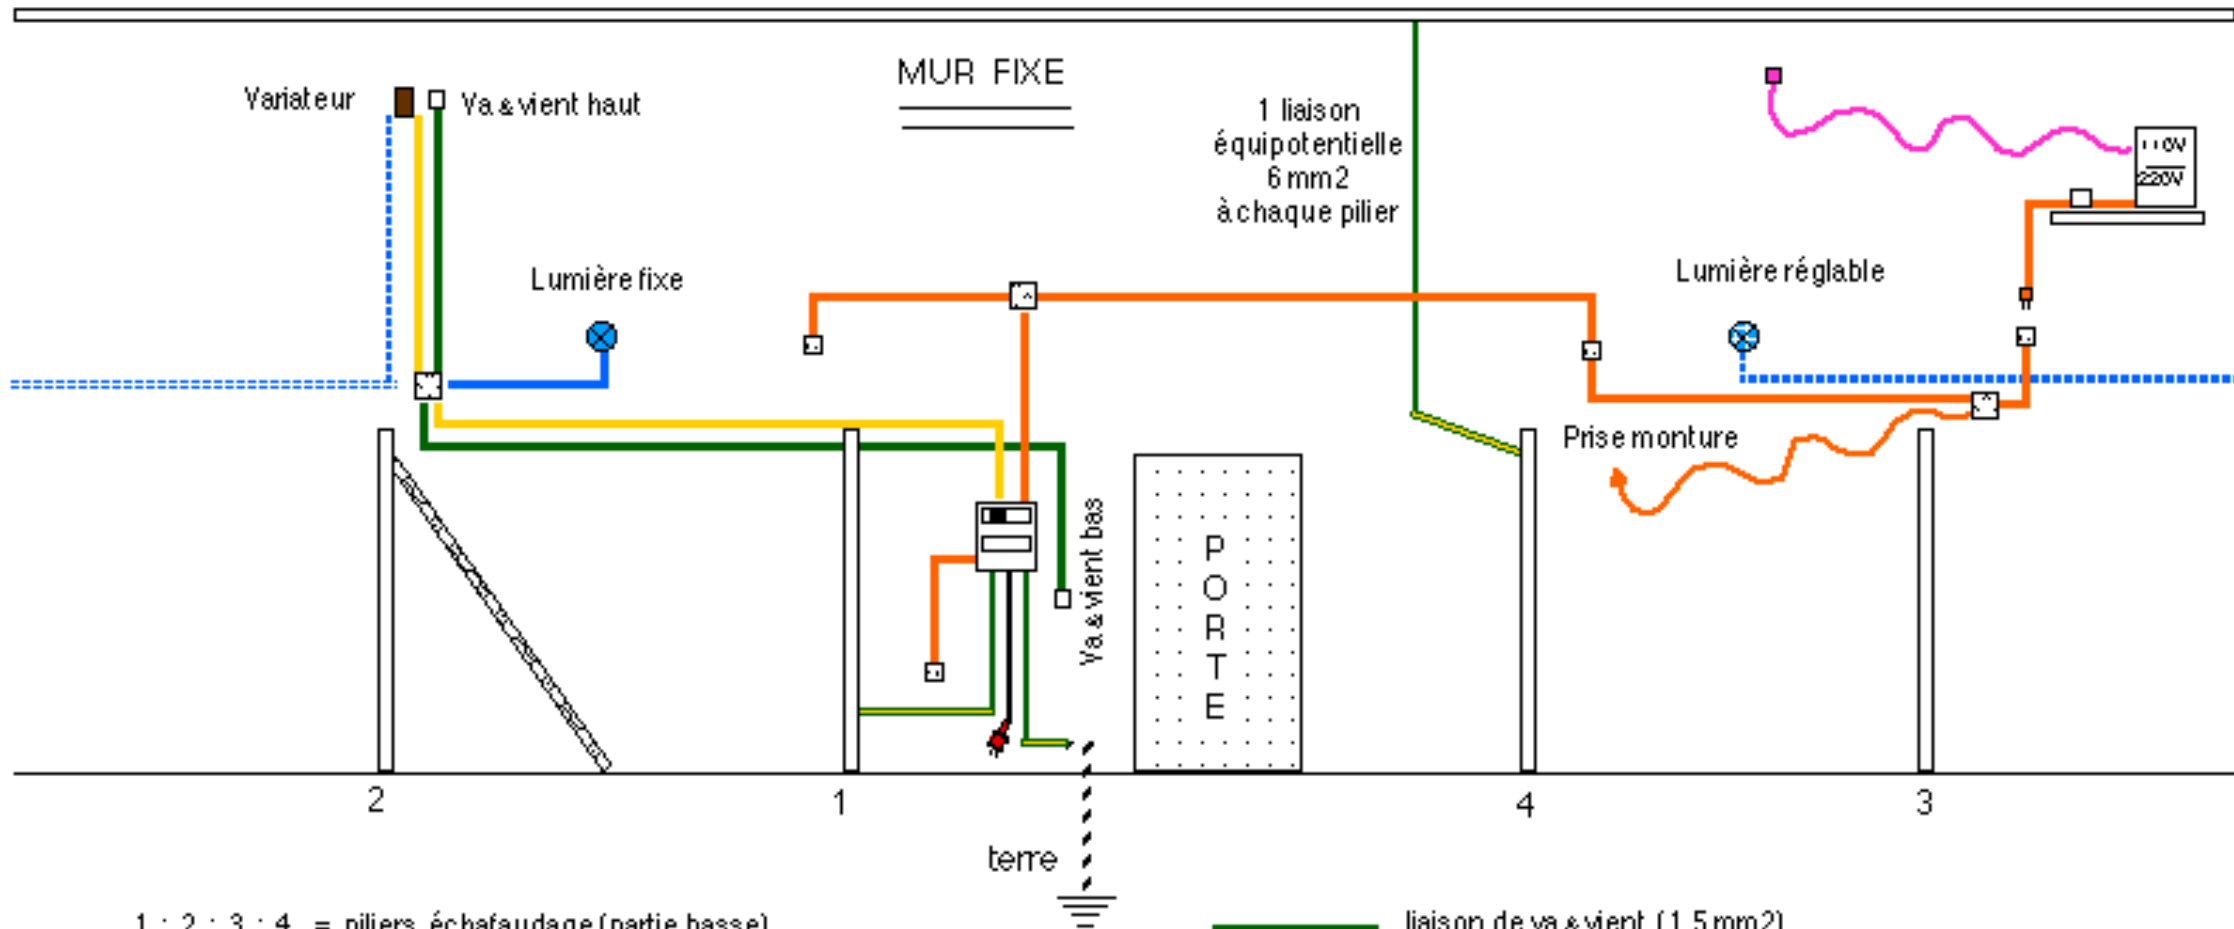 MUR FIXE
Variateur
Va & vient haut
1 liaison
équipotentielle
6 mm2
à chaque pilier
110V
220V
Lumière fixe
Lumière réglable
Prise monture
Va & vient bas
PORTE
2
1
4
3
terre
1 : 2 : 3 : 4 = piliers échafaudage (partie basse)
liaison de va & vient (1,5 mm2)